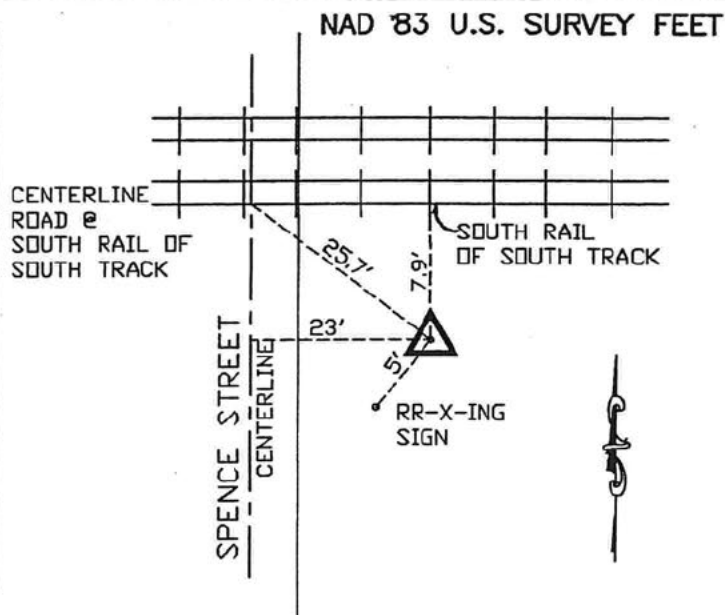 NAD '83 U.S. SURVEY FEET
CENTERLINE
ROAD @
SOUTH RAIL OF
SOUTH TRACK
SOUTH RAIL
OF SOUTH TRACK
25.7'
7.9'
23'
5'
RR-X-ING
SIGN
SPENCE STREET
CENTERLINE